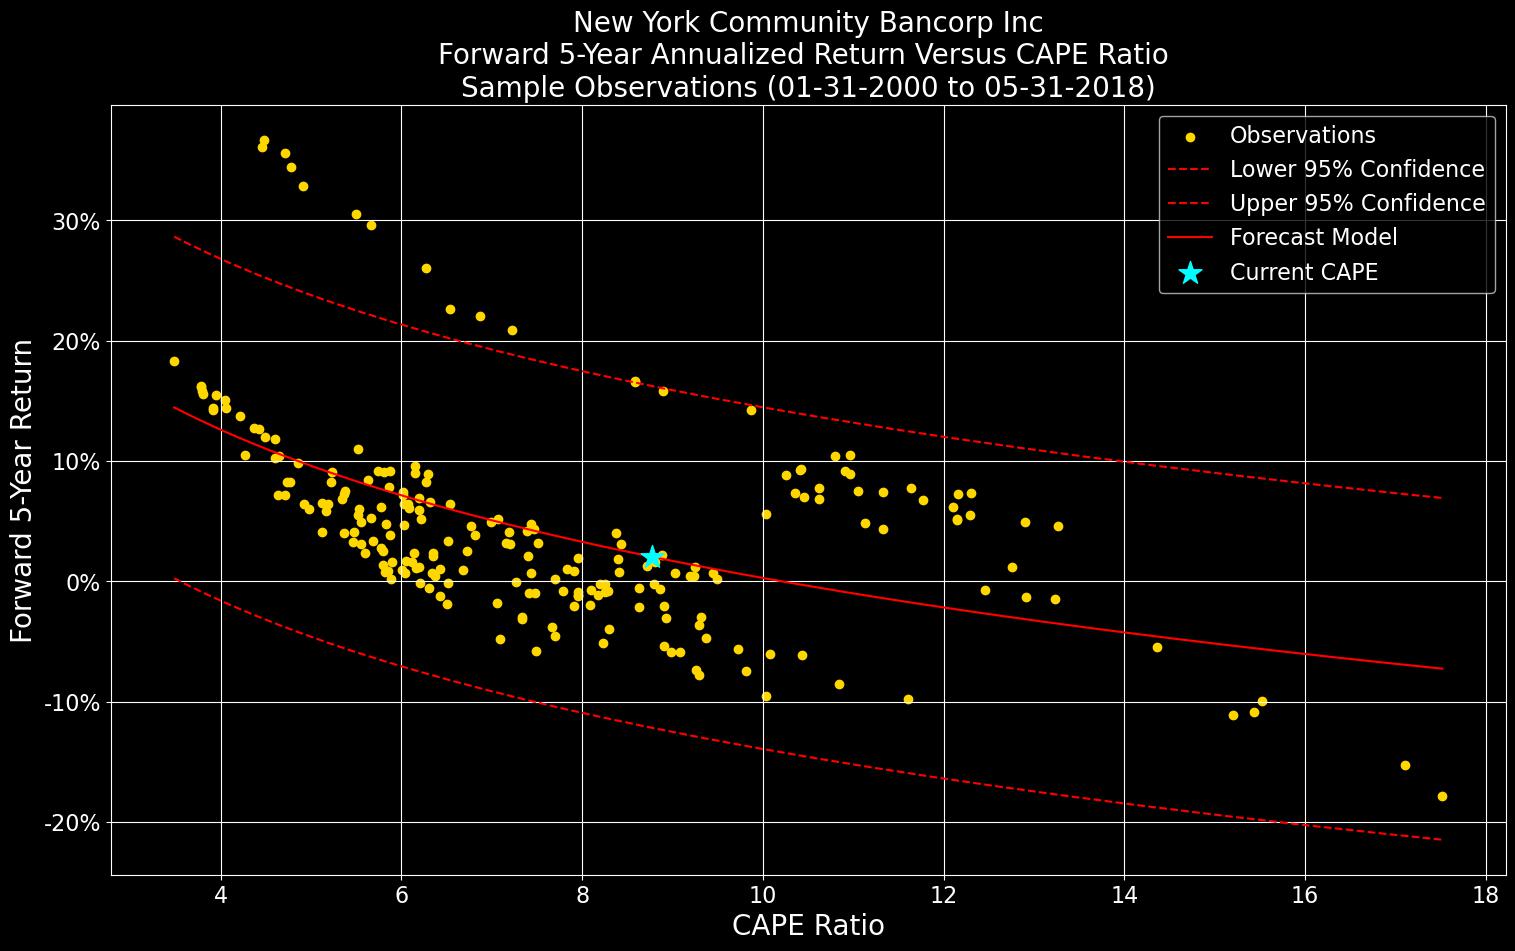 New York Community Bancorp Inc
Forward 5-Year Annualized Return Versus CAPE Ratio
Sample Observations (01-31-2000 to 05-31-2018)
Observations
Lower 95% Confidence
Upper 95% Confidence
Forecast Model
Current CAPE
Forward 5-Year Return
30%
20%
10%
0%
-10%
-20%
4 6 8 10 12 14 16 18
CAPE Ratio